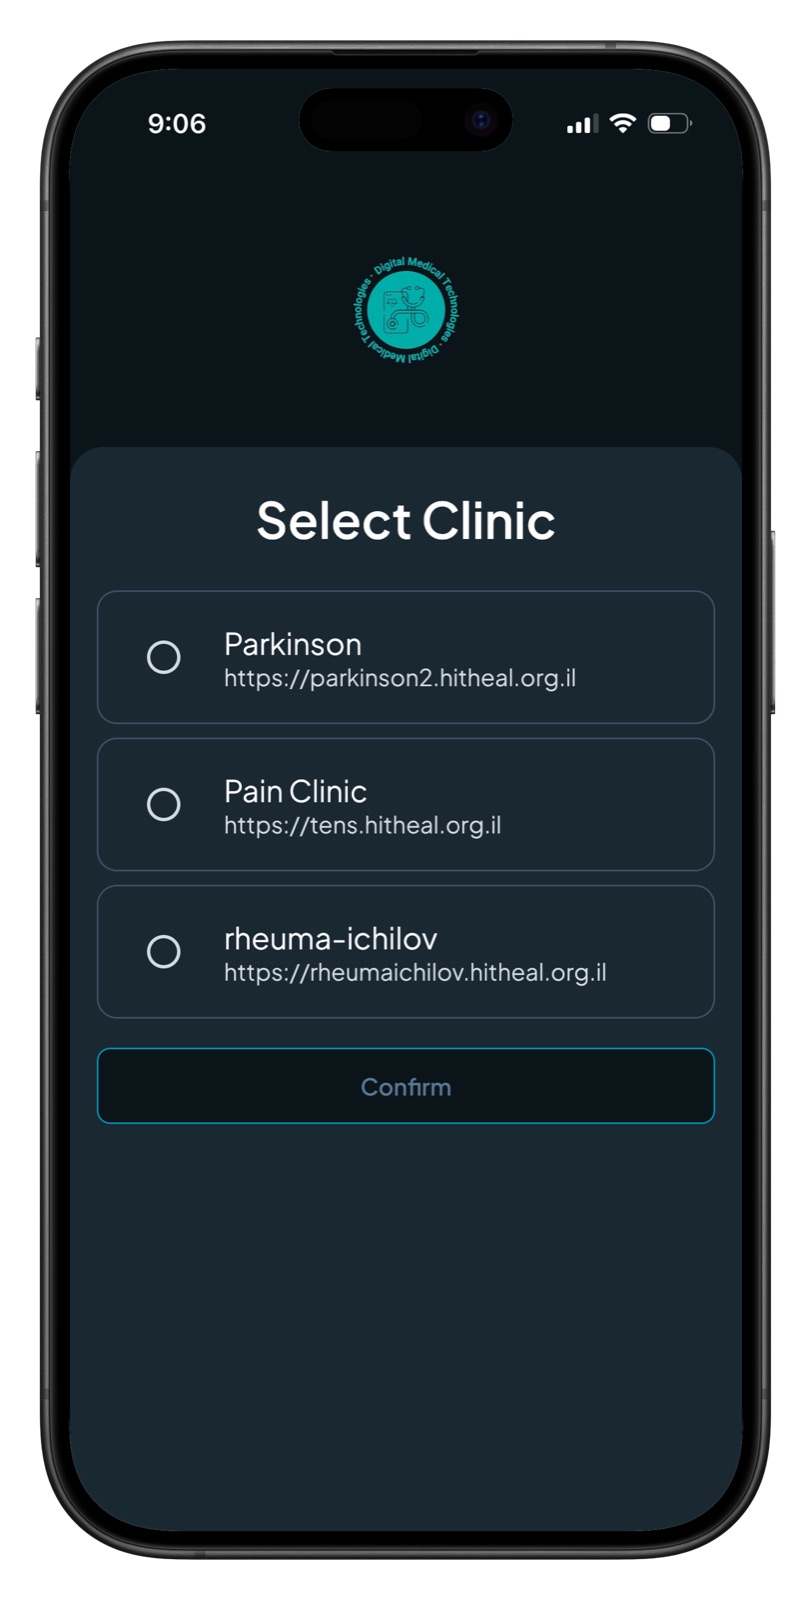 9:06
Digital Medical Technologies · Digital Medical Technologies ·
Select Clinic
Parkinson
https://parkinson2.hitheal.org.il
Pain Clinic
https://tens.hitheal.org.il
rheuma-ichilov
https://rheumaichilov.hitheal.org.il
Confirm